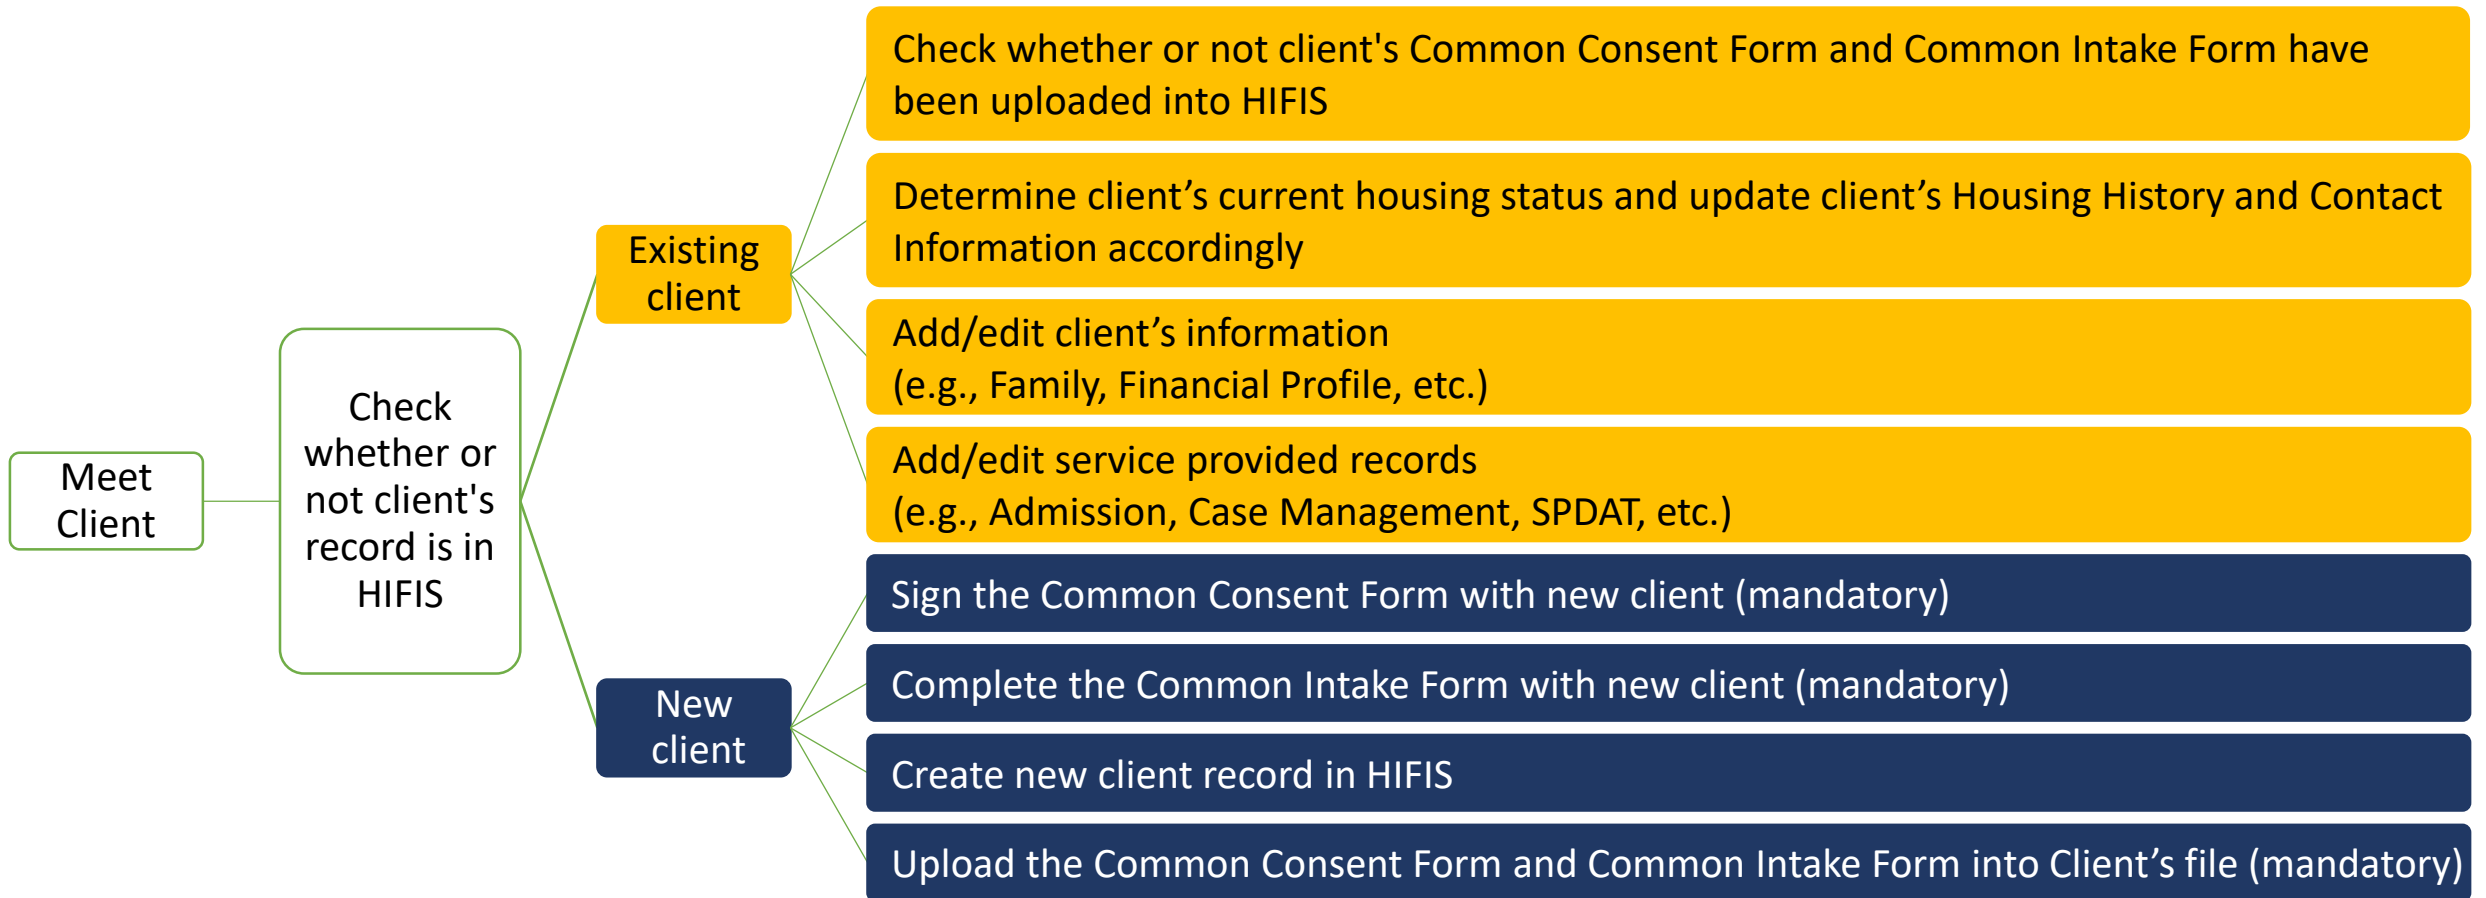 Meet
Client
Check
whether or
not client's
record is in
HIFIS
Existing
client
Check whether or not client's Common Consent Form and Common Intake Form have
been uploaded into HIFIS
Determine client’s current housing status and update client’s Housing History and Contact
Information accordingly
Add/edit client’s information
(e.g., Family, Financial Profile, etc.)
Add/edit service provided records
(e.g., Admission, Case Management, SPDAT, etc.)
New
client
Sign the Common Consent Form with new client (mandatory)
Complete the Common Intake Form with new client (mandatory)
Create new client record in HIFIS
Upload the Common Consent Form and Common Intake Form into Client’s file (mandatory)